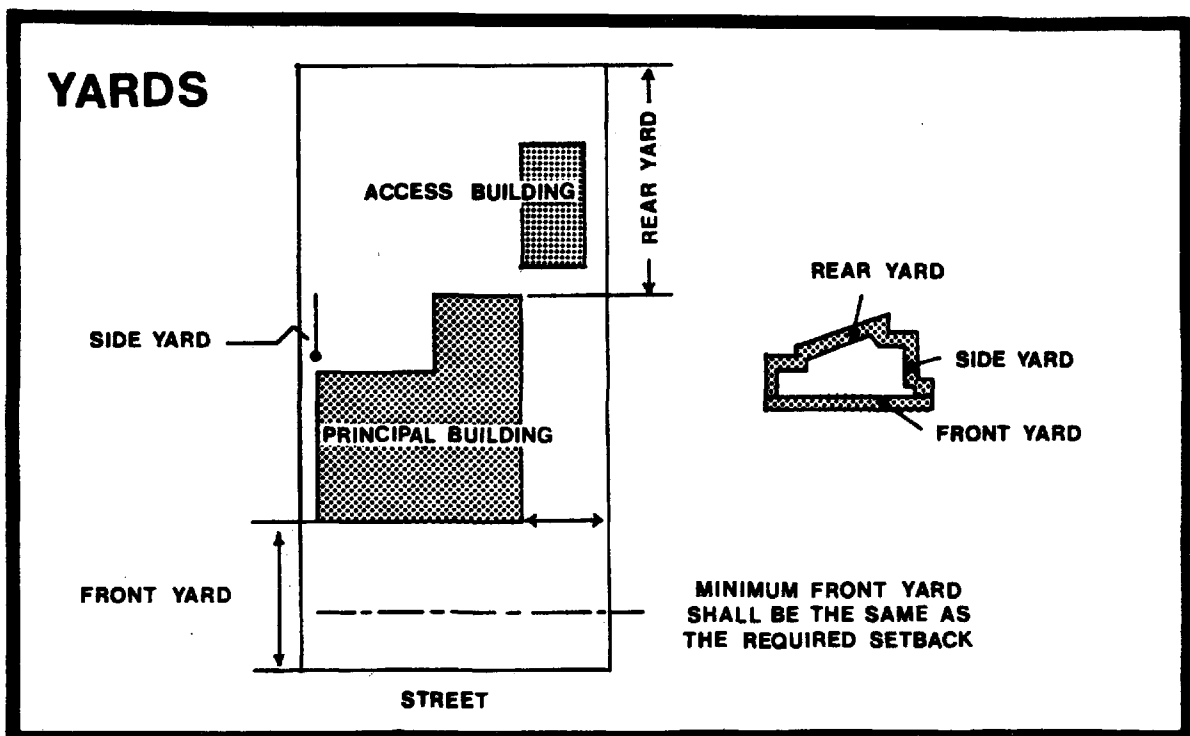 YARDS
REAR YARD
ACCESS BUILDING
REAR YARD
SIDE YARD
SIDE YARD
PRINCIPAL BUILDING
FRONT YARD
FRONT YARD
MINIMUM FRONT YARD
SHALL BE THE SAME AS
THE REQUIRED SETBACK
STREET